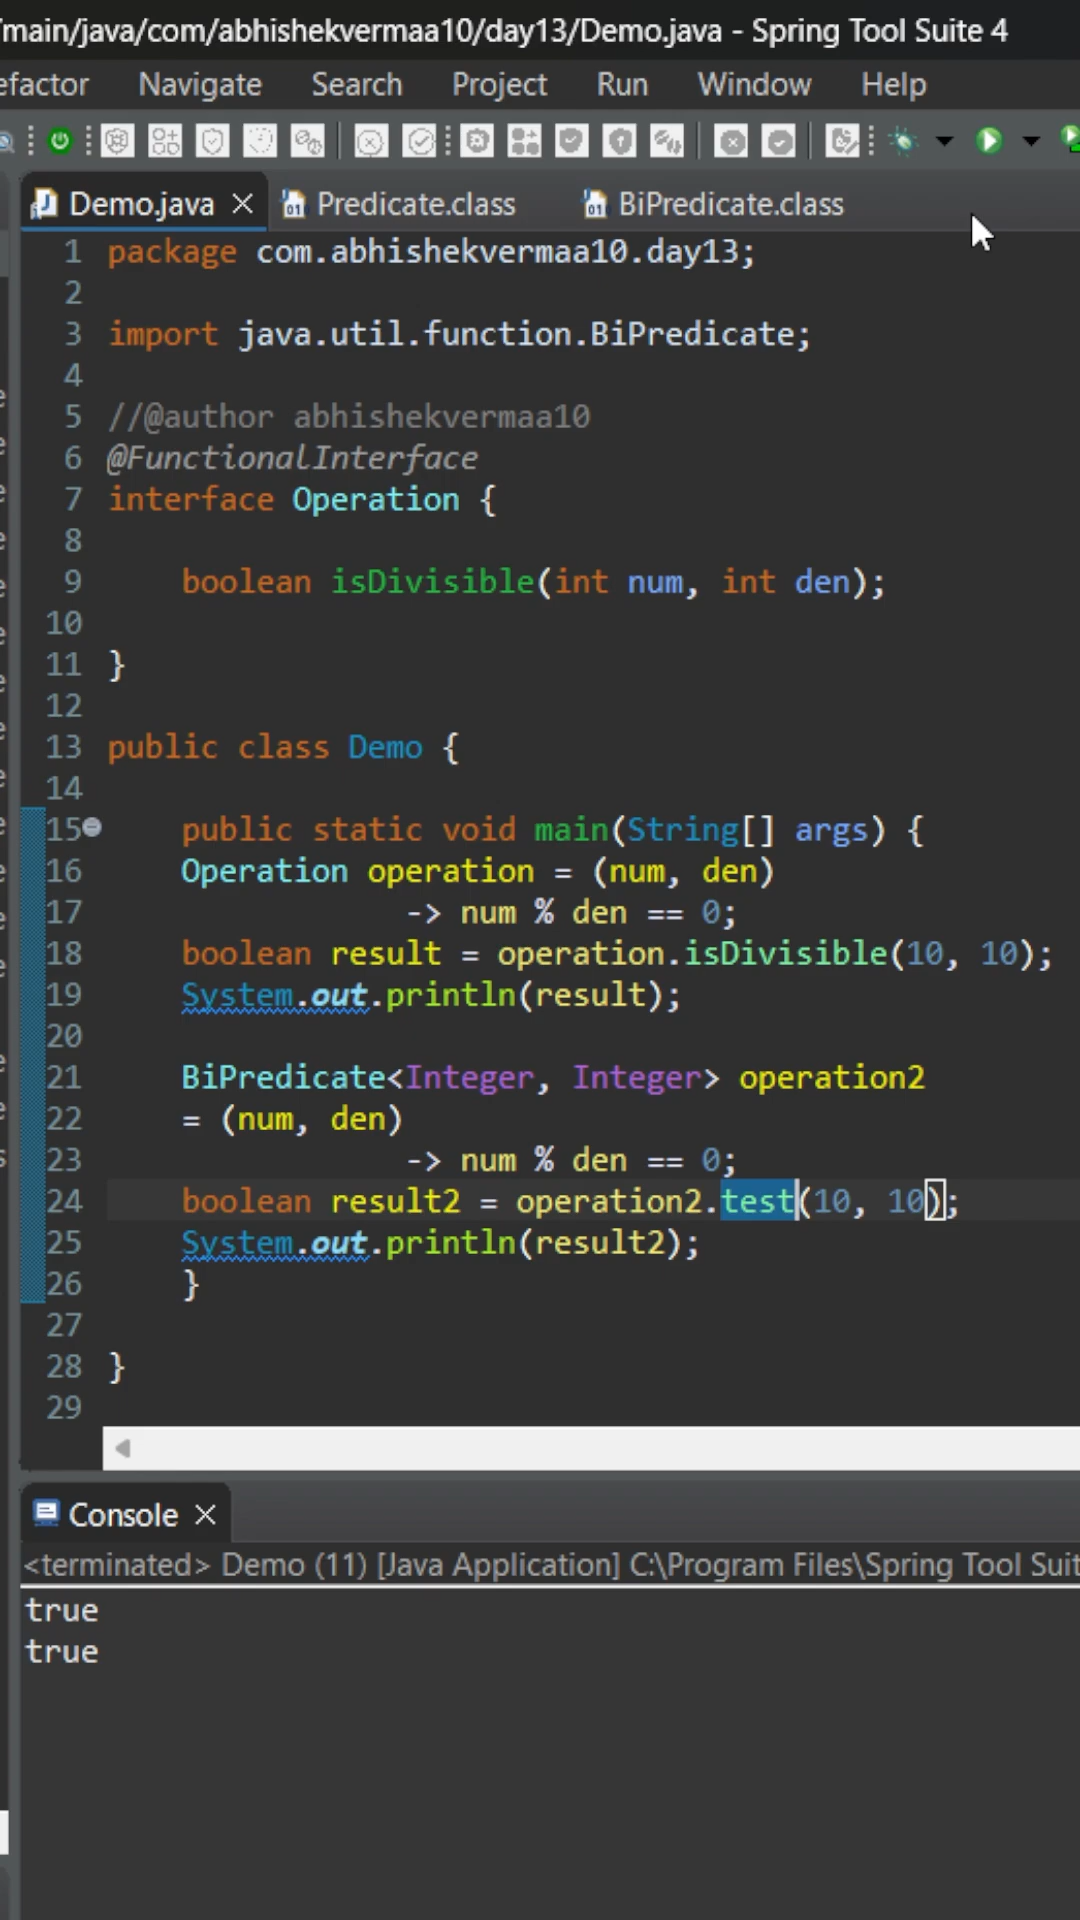 /main/java/com/abhishekvermaa10/day13/Demo.java - Spring Tool Suite 4
efactor Navigate Search Project Run Window Help
Demo.java Predicate.class BiPredicate.class
1 package com.abhishekvermaa10.day13;
2
3 import java.util.function.BiPredicate;
4
5 //@author abhishekvermaa10
6 @FunctionalInterface
7 interface Operation {
8
9     boolean isDivisible(int num, int den);
10
11 }
12
13 public class Demo {
14
15     public static void main(String[] args) {
16     Operation operation = (num, den)
17                 -> num % den == 0;
18     boolean result = operation.isDivisible(10, 10);
19     System.out.println(result);
20
21     BiPredicate<Integer, Integer> operation2
22     = (num, den)
23                 -> num % den == 0;
24     boolean result2 = operation2.test(10, 10);
25     System.out.println(result2);
26     }
27
28 }
29
Console
<terminated> Demo (11) [Java Application] C:\Program Files\Spring Tool Suit
true
true